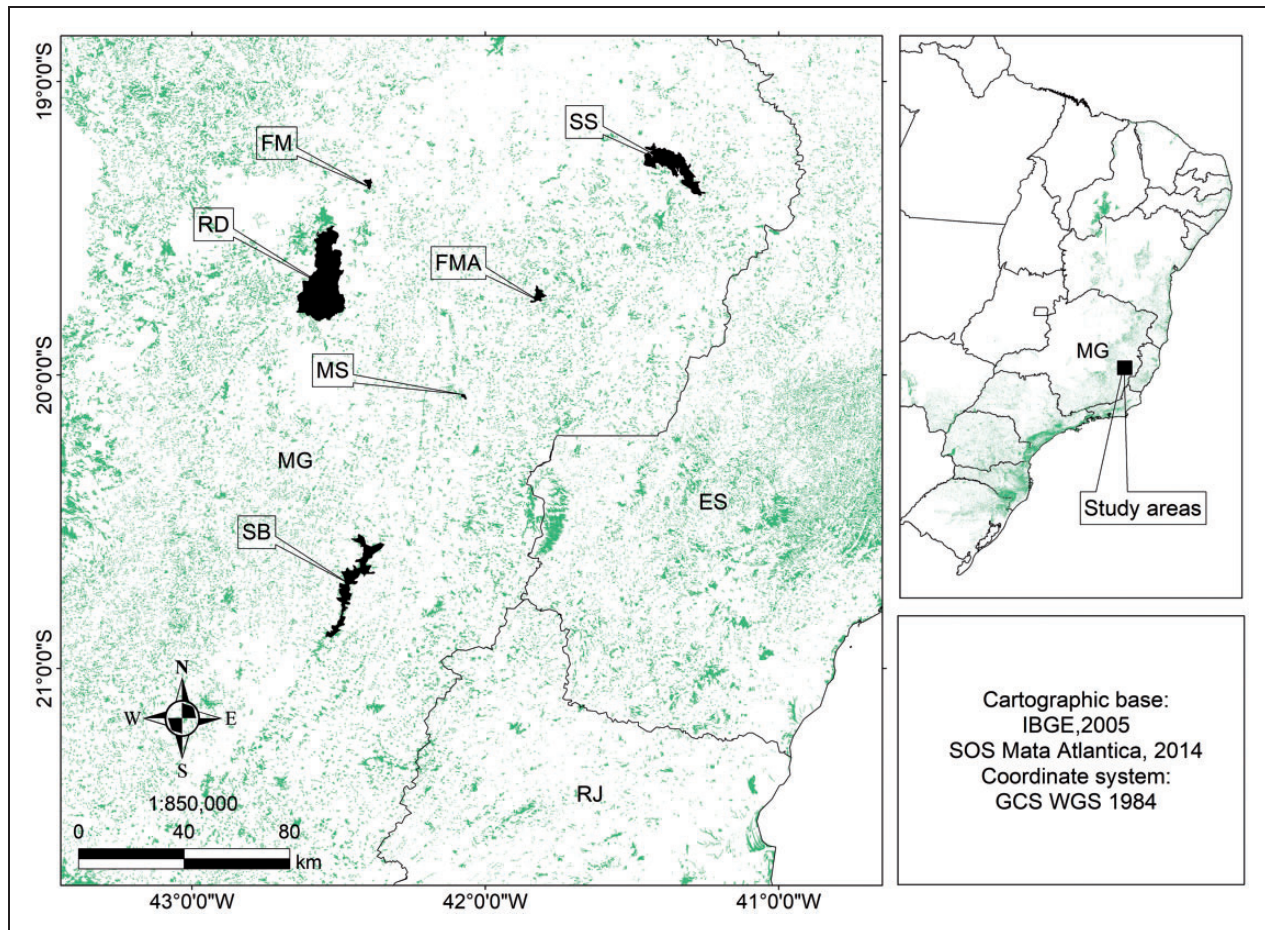 19°0'0"S
20°0'0"S
21°0'0"S
FM
SS
RD
FMA
MS
MG
SB
ES
RJ
N
W
E
S
1:850,000
0
40
80
km
43°0'0"W
42°0'0"W
41°0'0"W
MG
Study areas
Cartographic base:
IBGE,2005
SOS Mata Atlantica, 2014
Coordinate system:
GCS WGS 1984